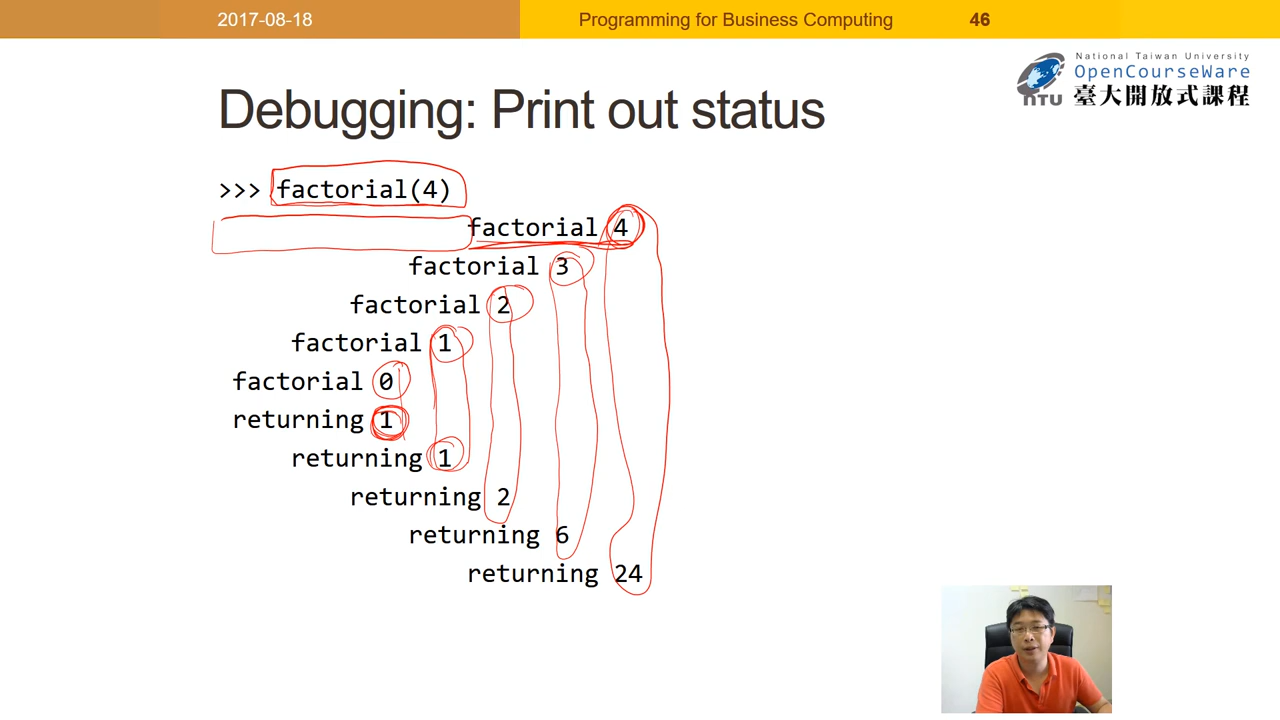 2017-08-18
Programming for Business Computing
46
National Taiwan University
OpenCourseWare
臺大開放式課程
NTU
Debugging: Print out status
>>> factorial(4)
factorial 4
factorial 3
factorial 2
factorial 1
factorial 0
returning 1
returning 1
returning 2
returning 6
returning 24